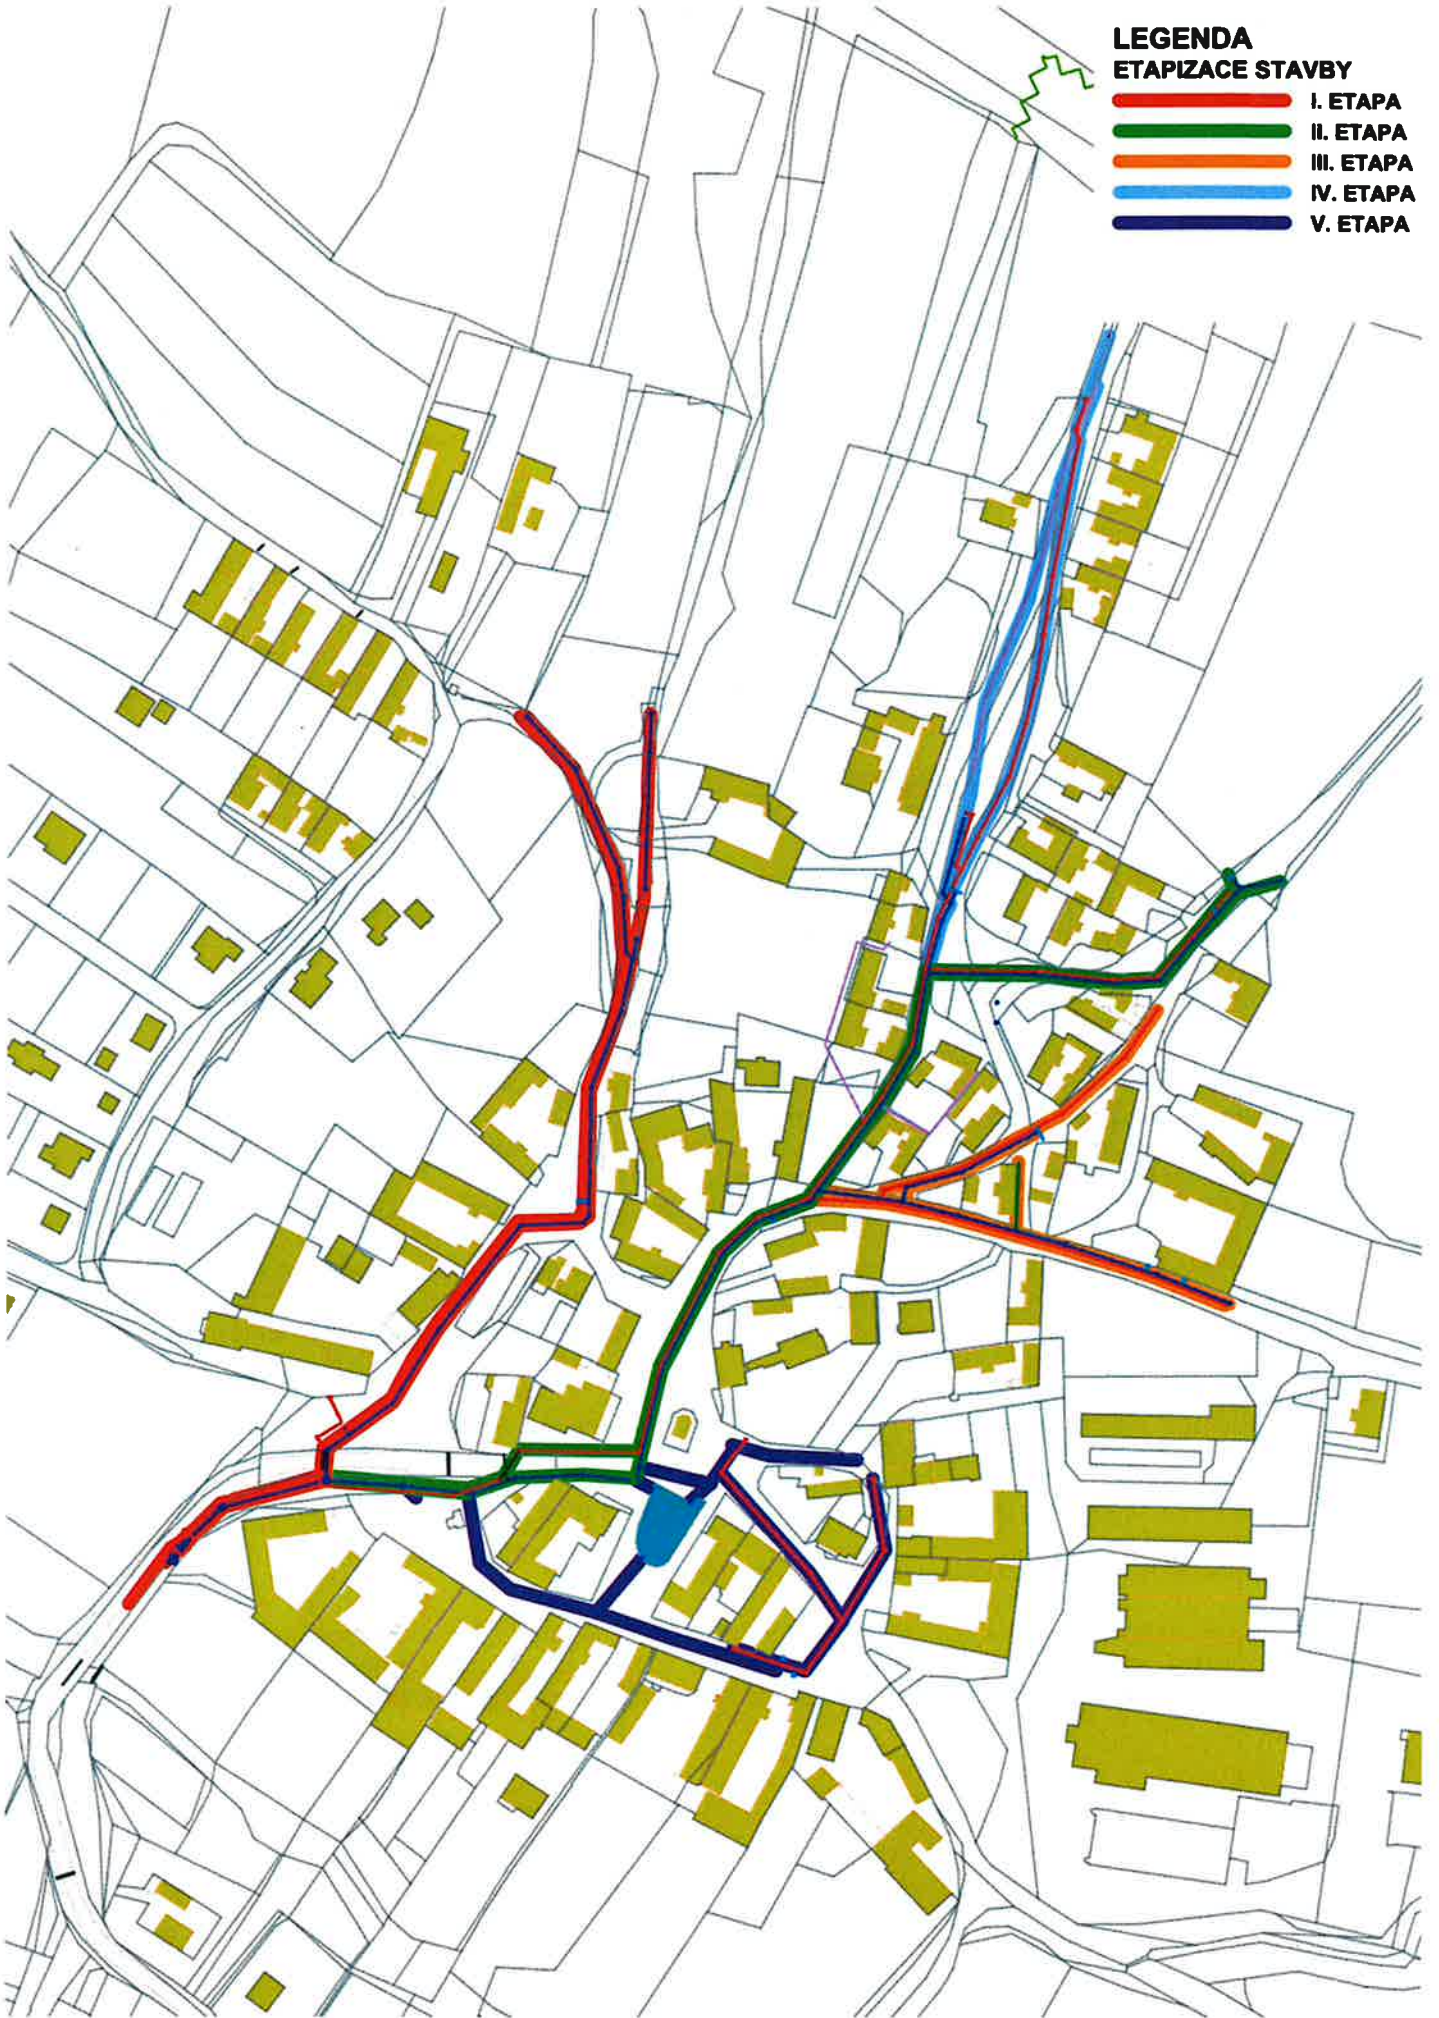 LEGENDA
ETAPIZACE STAVBY
I. ETAPA
II. ETAPA
III. ETAPA
IV. ETAPA
V. ETAPA